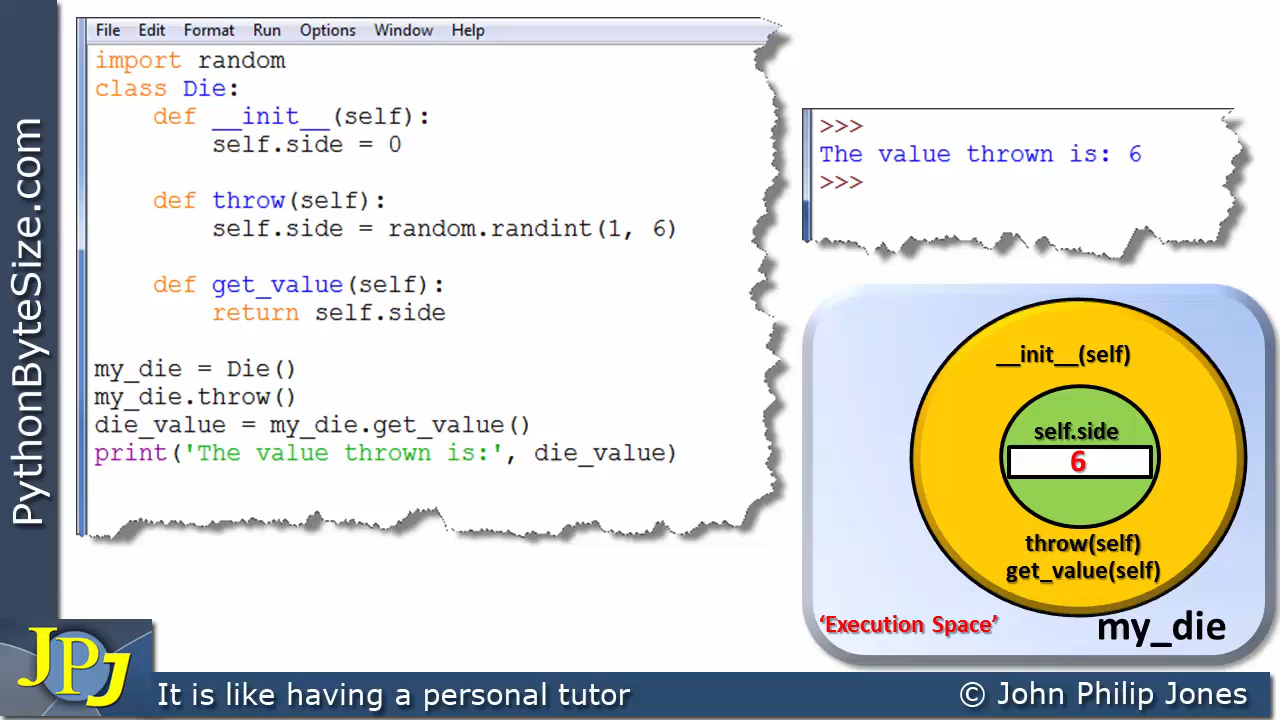 PythonByteSize.com
File Edit Format Run Options Window Help
import random
class Die:
    def __init__(self):
        self.side = 0
    def throw(self):
        self.side = random.randint(1, 6)
    def get_value(self):
        return self.side
my_die = Die()
my_die.throw()
die_value = my_die.get_value()
print('The value thrown is:', die_value)
>>>
The value thrown is: 6
>>>
__init__(self)
self.side
6
throw(self)
get_value(self)
‘Execution Space’
my_die
JPJ
It is like having a personal tutor
© John Philip Jones